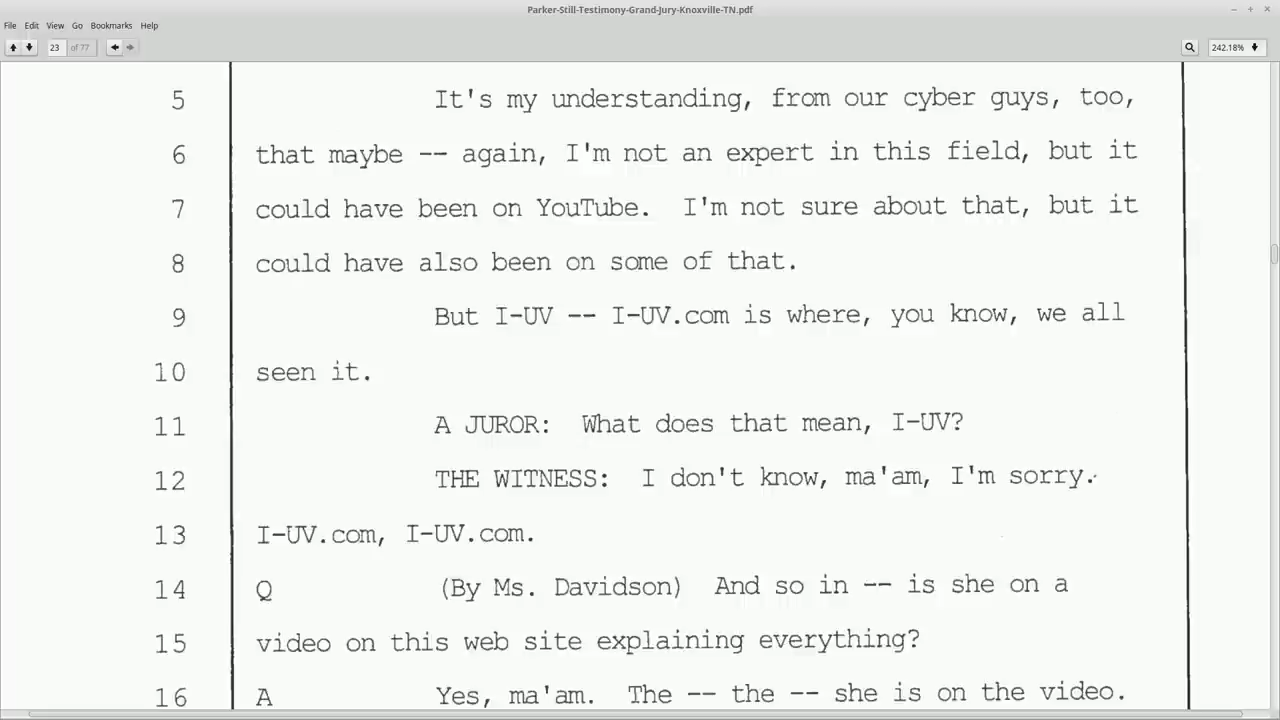 Parker-Still-Testimony-Grand-Jury-Knoxville-TN.pdf
File Edit View Go Bookmarks Help
23 of 77 242.18%
5 It's my understanding, from our cyber guys, too,
6 that maybe -- again, I'm not an expert in this field, but it
7 could have been on YouTube. I'm not sure about that, but it
8 could have also been on some of that.
9 But I-UV -- I-UV.com is where, you know, we all
10 seen it.
11 A JUROR: What does that mean, I-UV?
12 THE WITNESS: I don't know, ma'am, I'm sorry.
13 I-UV.com, I-UV.com.
14 Q (By Ms. Davidson) And so in -- is she on a
15 video on this web site explaining everything?
16 A Yes, ma'am. The -- the -- she is on the video.